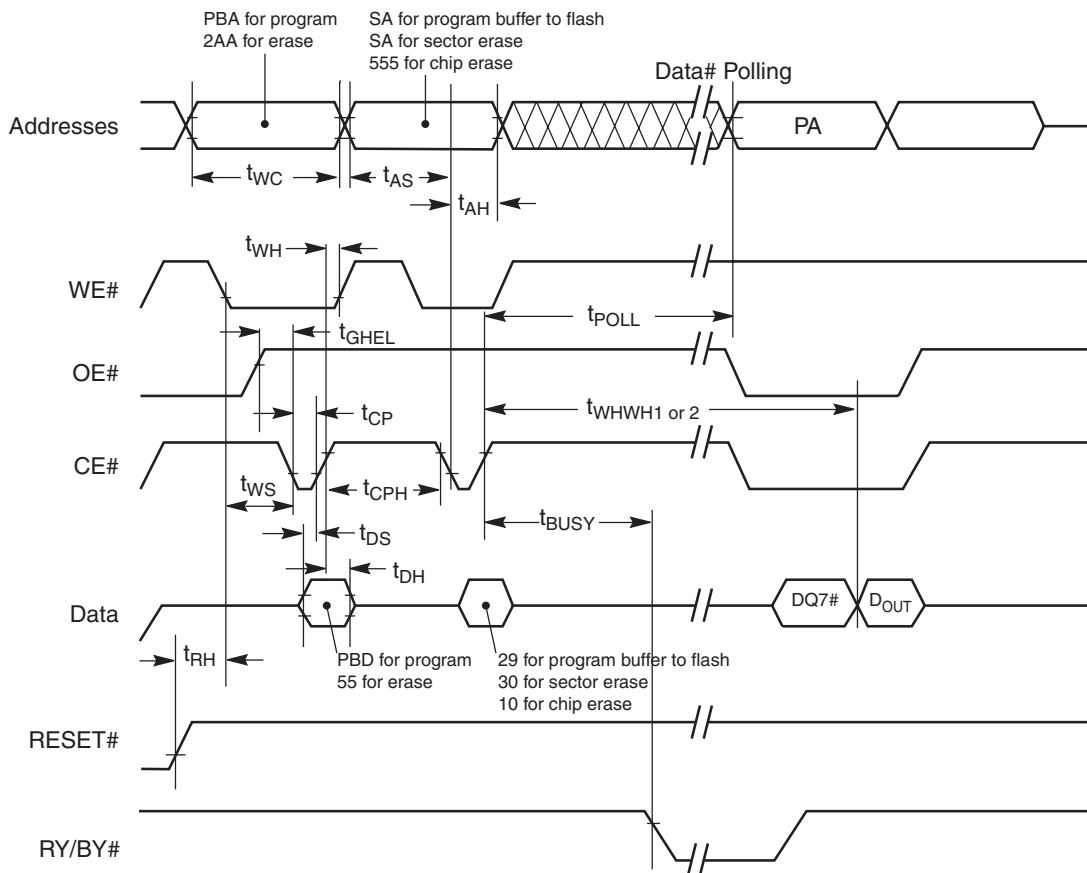 PBA for program
2AA for erase
SA for program buffer to flash
SA for sector erase
555 for chip erase
Data# Polling
Addresses
PA
tWC
tAS
tAH
tWH
WE#
tPOLL
tGHEL
OE#
tWHWH1 or 2
tCP
CE#
tWS
tCPH
tBUSY
tDS
tDH
Data
DQ7#
DOUT
tRH
PBD for program
55 for erase
29 for program buffer to flash
30 for sector erase
10 for chip erase
RESET#
RY/BY#